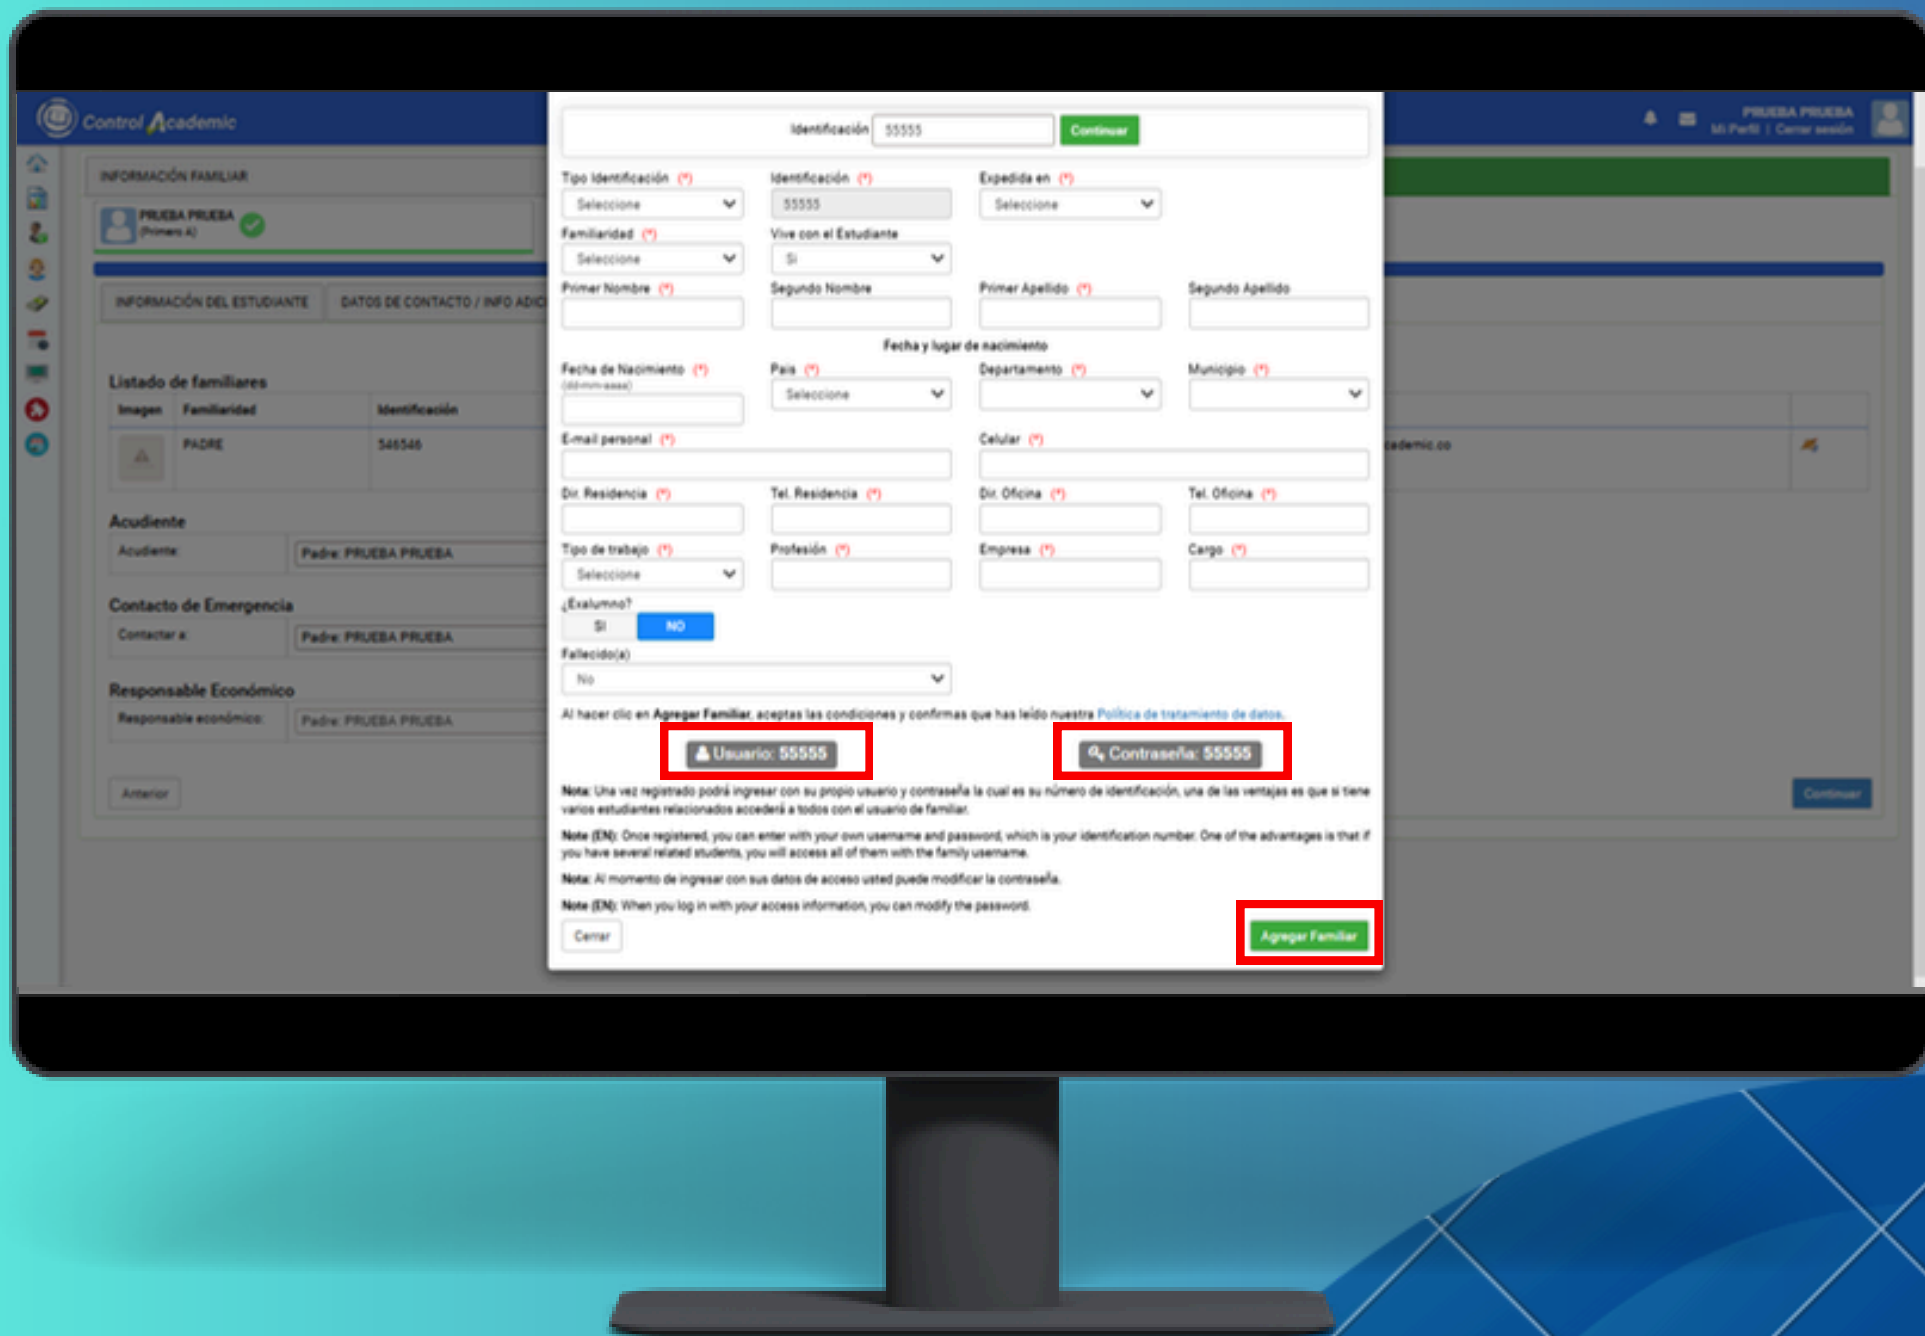 Control Academic
PRUEBA PRUEBA
Mi Perfil | Cerrar sesión
INFORMACIÓN FAMILIAR
PRUEBA PRUEBA
(Primero A)
INFORMACIÓN DEL ESTUDIANTE
DATOS DE CONTACTO / INFO ADIC
Listado de familiares
Imagen Familiaridad Identificación
PADRE 546546 cademic.co
Acudiente
Acudiente: Padre: PRUEBA PRUEBA
Contacto de Emergencia
Contactar a: Padre: PRUEBA PRUEBA
Responsable Económico
Responsable económico: Padre: PRUEBA PRUEBA
Anterior
Continuar
Identificación 55555 Continuar
Tipo Identificación (*) Identificación (*) Expedida en (*)
Seleccione 55555 Seleccione
Familiaridad (*) Vive con el Estudiante
Seleccione Si
Primer Nombre (*) Segundo Nombre Primer Apellido (*) Segundo Apellido
Fecha y lugar de nacimiento
Fecha de Nacimiento (*) Pais (*) Departamento (*) Municipio (*)
(dd-mm-aaaa)
Seleccione
E-mail personal (*) Celular (*)
Dir. Residencia (*) Tel. Residencia (*) Dir. Oficina (*) Tel. Oficina (*)
Tipo de trabajo (*) Profesión (*) Empresa (*) Cargo (*)
Seleccione
¿Exalumno?
SI NO
Fallecido(a)
No
Al hacer clic en Agregar Familiar, aceptas las condiciones y confirmas que has leído nuestra Política de tratamiento de datos.
Usuario: 55555 Contraseña: 55555
Nota: Una vez registrado podrá ingresar con su propio usuario y contraseña la cual es su número de identificación, una de las ventajas es que si tiene
varios estudiantes relacionados accederá a todos con el usuario de familiar.
Note (EN): Once registered, you can enter with your own username and password, which is your identification number. One of the advantages is that if
you have several related students, you will access all of them with the family username.
Nota: Al momento de ingresar con sus datos de acceso usted puede modificar la contraseña.
Note (EN): When you log in with your access information, you can modify the password.
Cerrar Agregar Familiar